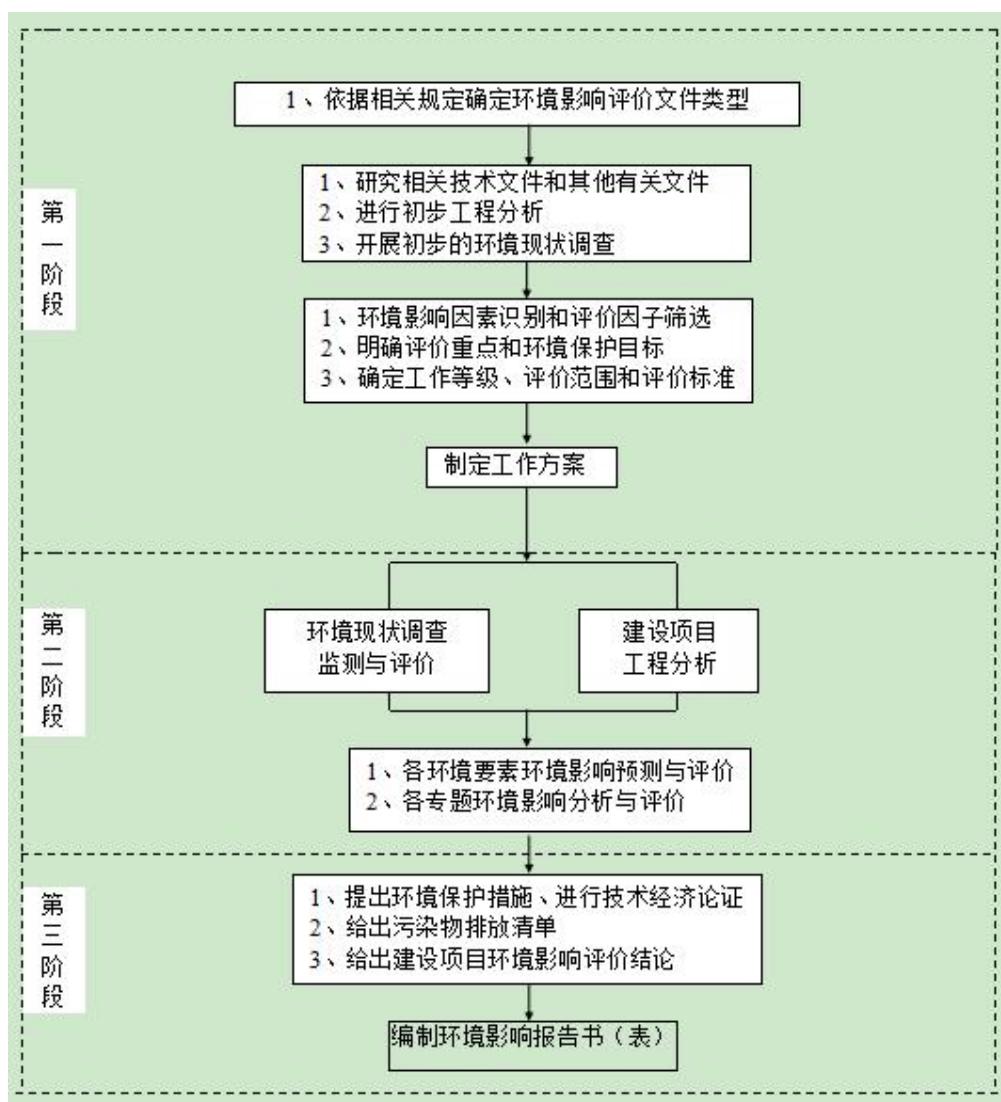 第一阶段
1、依据相关规定确定环境影响评价文件类型
1、研究相关技术文件和其他有关文件
2、进行初步工程分析
3、开展初步的环境现状调查
1、环境影响因素识别和评价因子筛选
2、明确评价重点和环境保护目标
3、确定工作等级、评价范围和评价标准
制定工作方案
第二阶段
环境现状调查
监测与评价
建设项目
工程分析
1、各环境要素环境影响预测与评价
2、各专题环境影响分析与评价
第三阶段
1、提出环境保护措施、进行技术经济论证
2、给出污染物排放清单
3、给出建设项目环境影响评价结论
编制环境影响报告书（表）